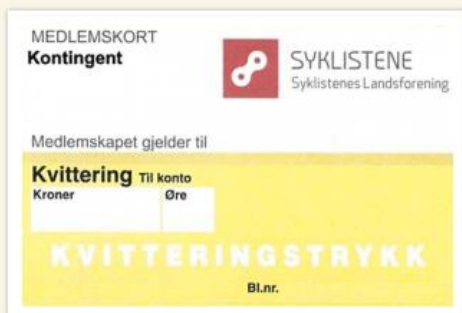 MEDLEMSKORT
Kontingent
SYKLISTENE
Syklistenes Landsforening
Medlemskapet gjelder til
Kvittering Til konto
Kroner Øre
KVITTERINGSTRYKK
Bl.nr.